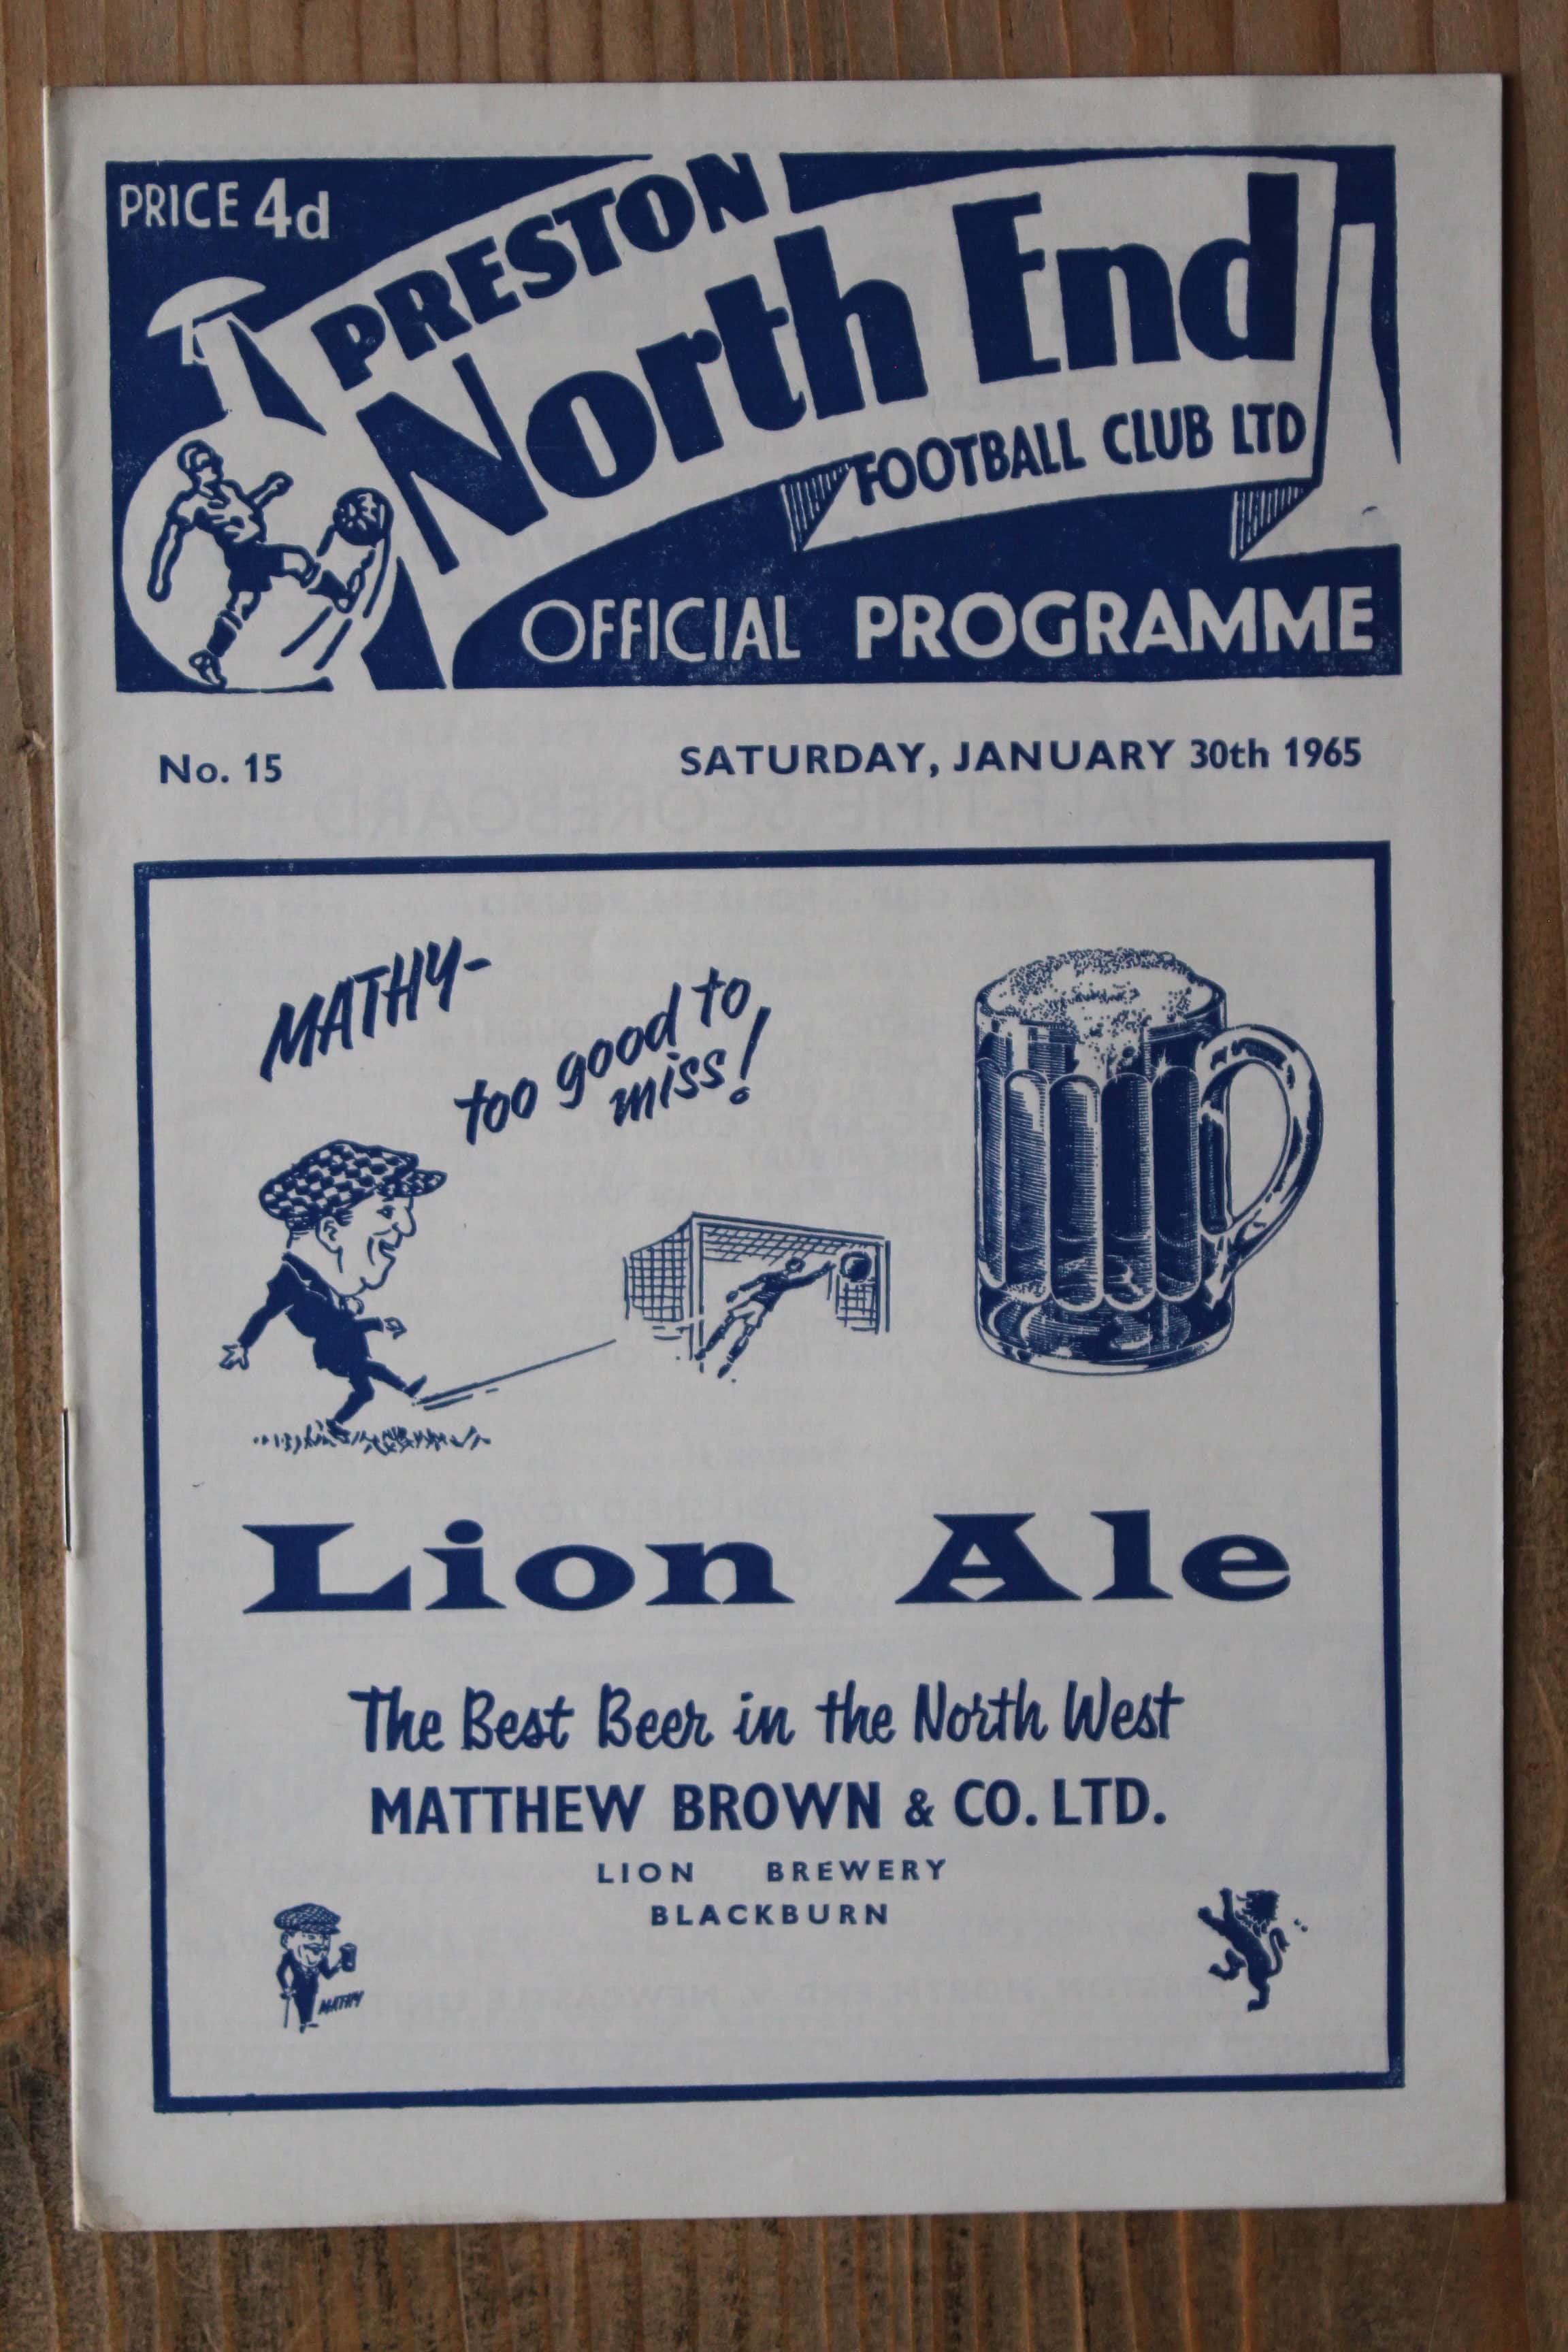 PRICE 4d
PRESTON
North End
FOOTBALL CLUB LTD
OFFICIAL PROGRAMME
No. 15
SATURDAY, JANUARY 30th 1965
MATHY-
too good to
miss!
Lion Ale
The Best Beer in the North West
MATTHEW BROWN & CO. LTD.
LION BREWERY
BLACKBURN
MATHY